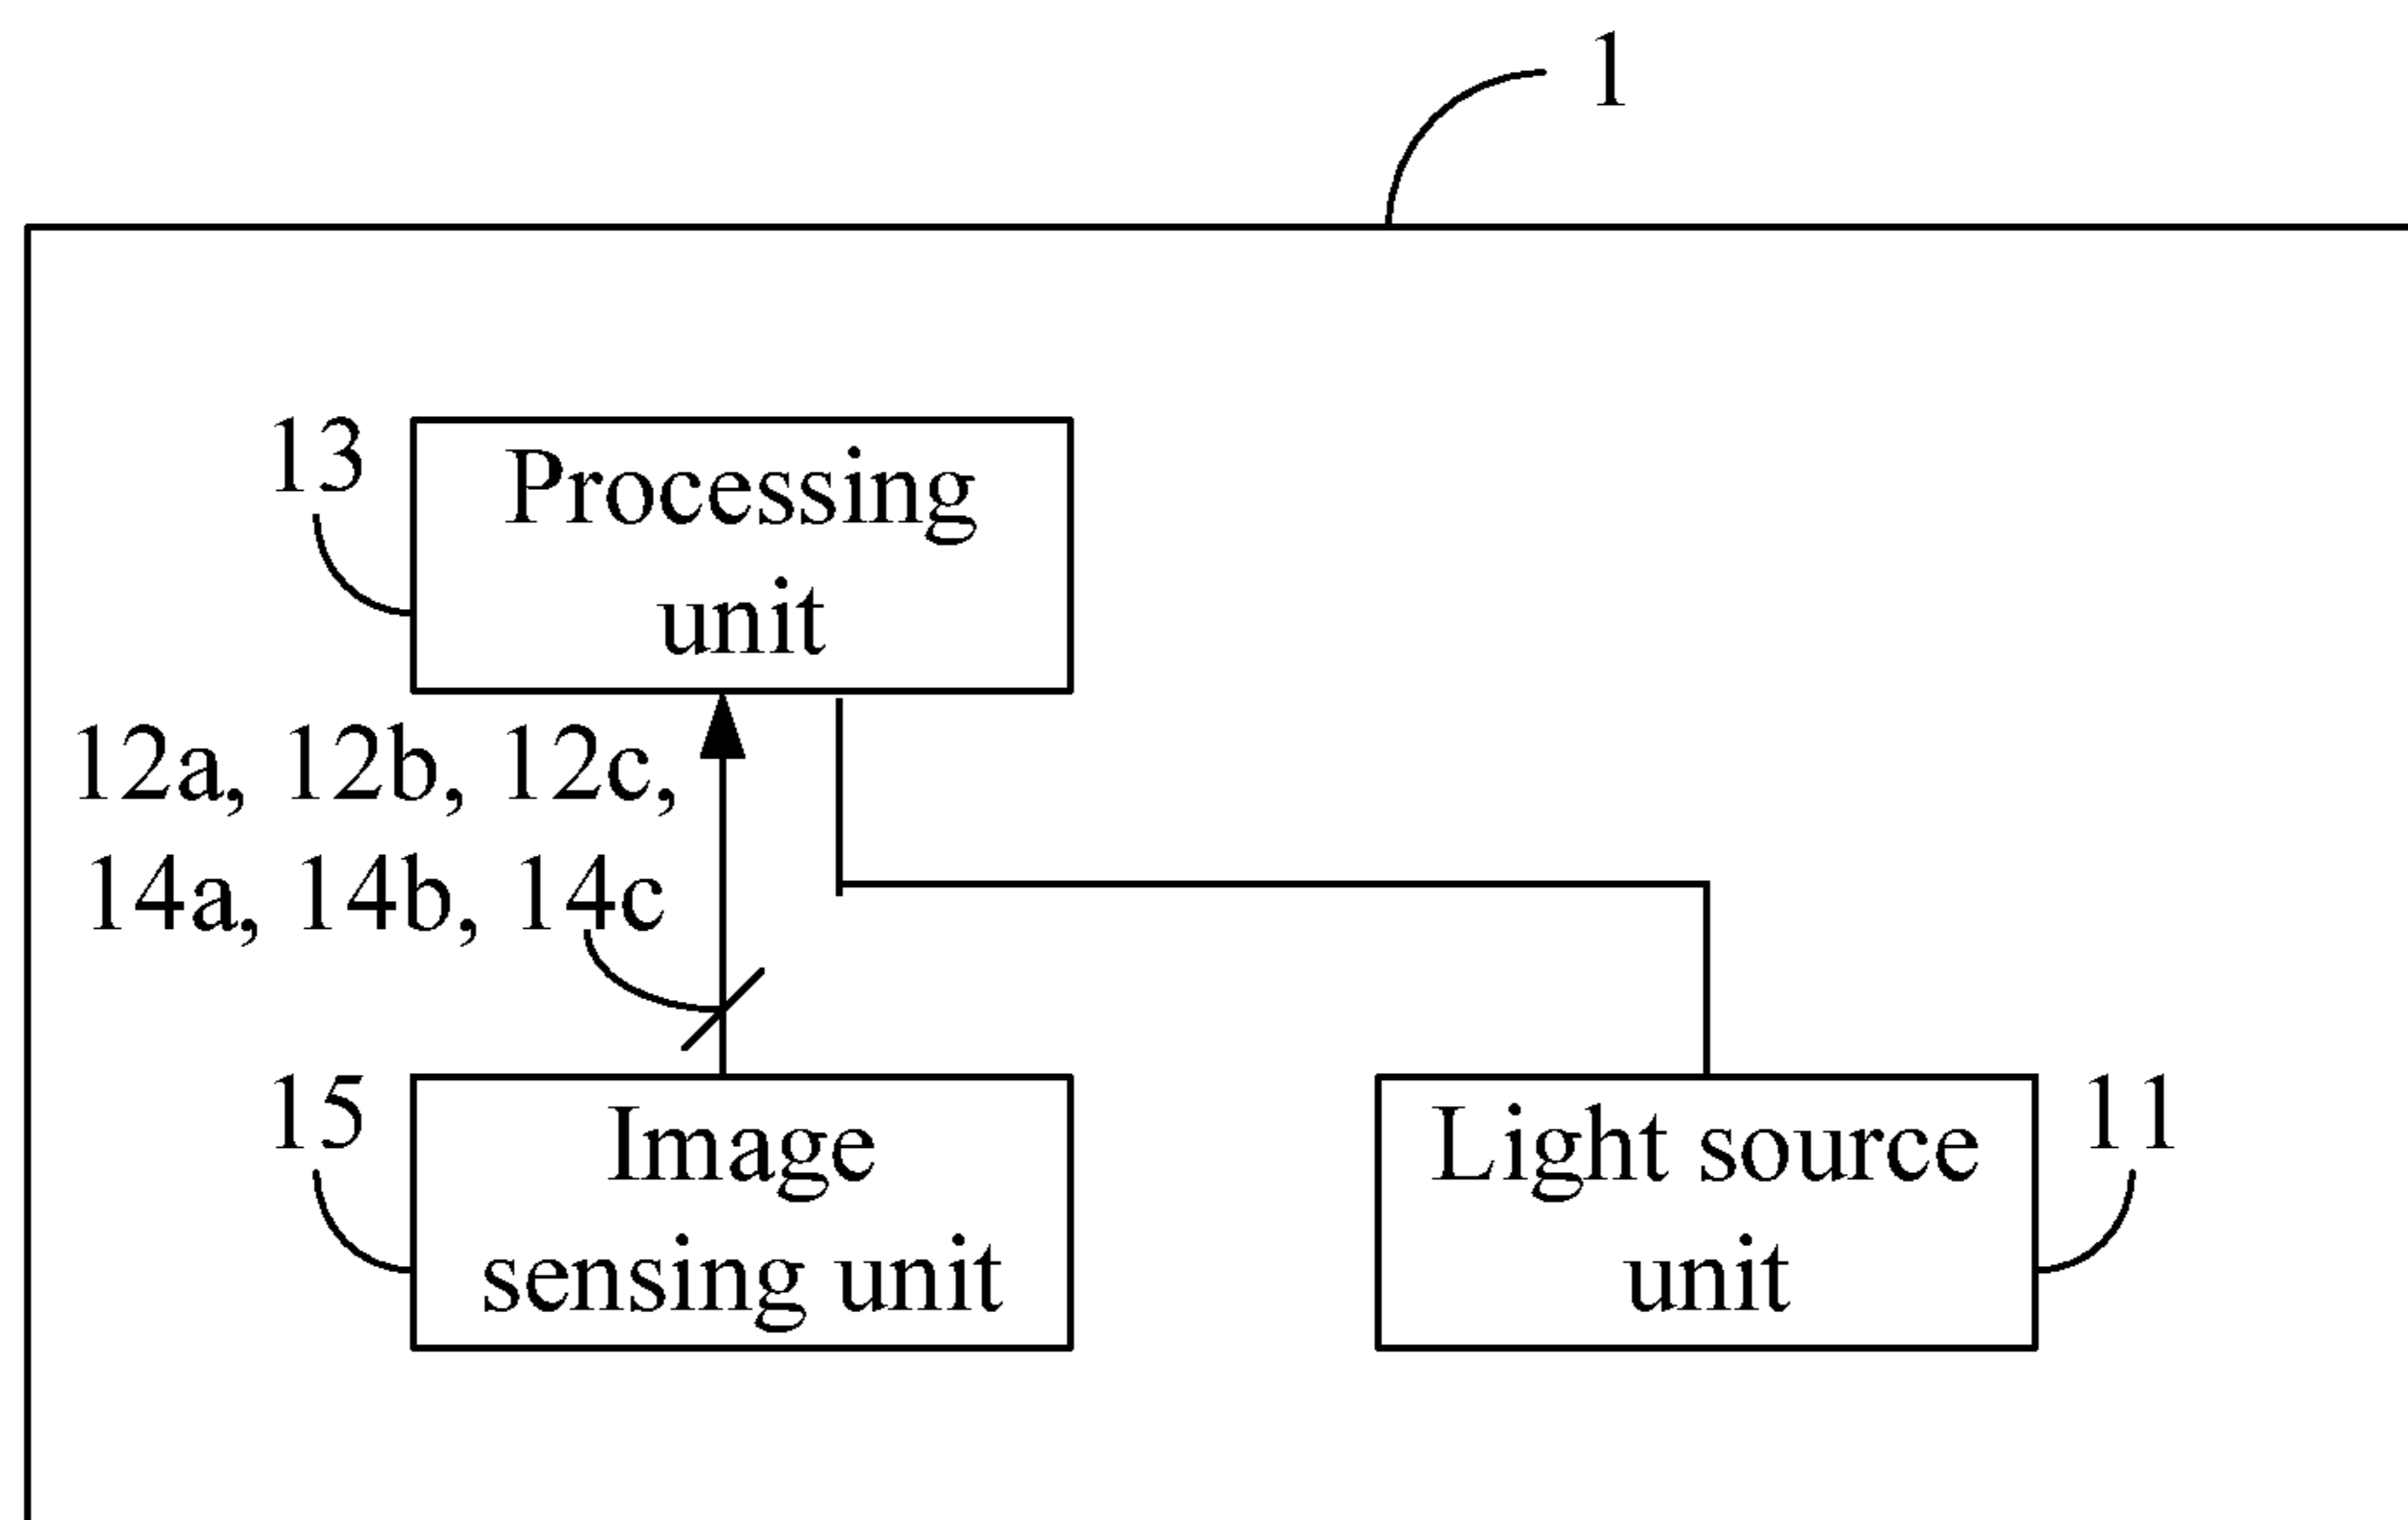 1
13
Processing
unit
12a, 12b, 12c,
14a, 14b, 14c
15
Image
sensing unit
Light source
unit
11